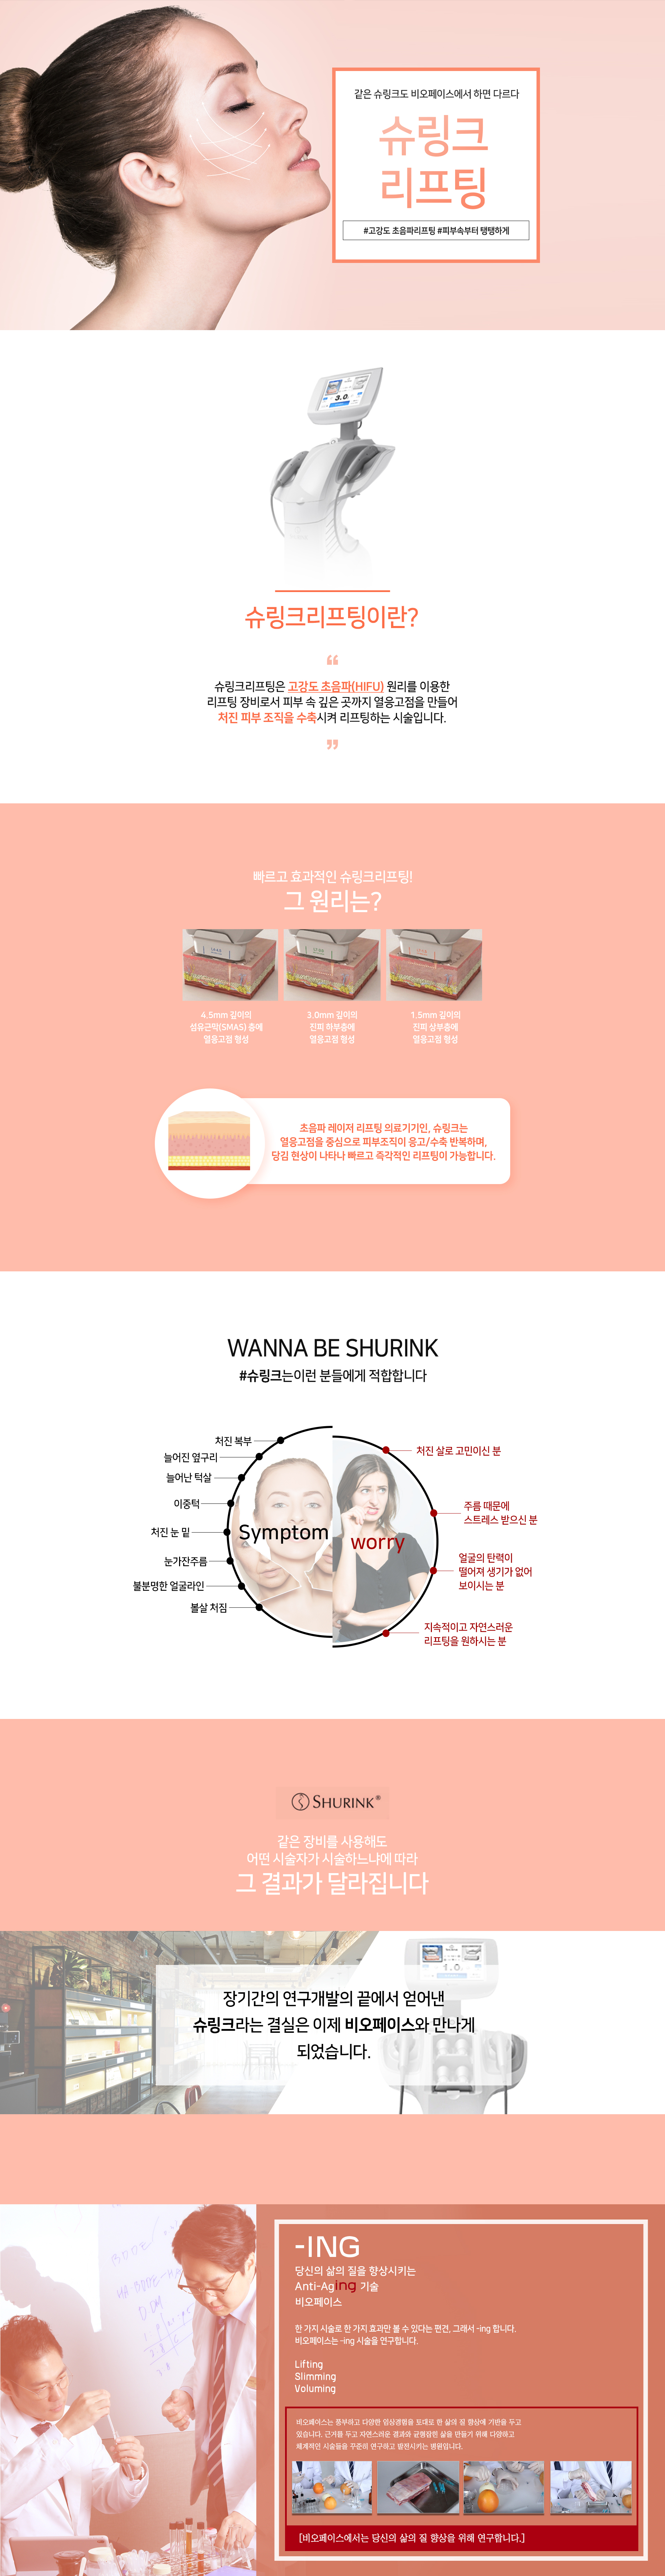 같은 슈링크도 비오페이스에서 하면 다르다
슈링크
리프팅
#고강도 초음파리프팅 #피부속부터 탱탱하게
3.0
슈링크리프팅이란?
“
슈링크리프팅은 고강도 초음파(HIFU) 원리를 이용한
리프팅 장비로서 피부 속 깊은 곳까지 열응고점을 만들어
처진 피부 조직을 수축시켜 리프팅하는 시술입니다.
”
빠르고 효과적인 슈링크리프팅!
그 원리는?
4.5mm 깊이의
섬유근막(SMAS) 층에
열응고점 형성
3.0mm 깊이의
진피 하부층에
열응고점 형성
1.5mm 깊이의
진피 상부층에
열응고점 형성
초음파 레이저 리프팅 의료기기인, 슈링크는
열응고점을 중심으로 피부조직이 응고/수축 반복하며,
당김 현상이 나타나 빠르고 즉각적인 리프팅이 가능합니다.
WANNA BE SHURINK
#슈링크는이런 분들에게 적합합니다
처진 복부
늘어진 옆구리
늘어난 턱살
이중턱
처진 눈 밑
눈가잔주름
불분명한 얼굴라인
볼살 처짐
Symptom
worry
처진 살로 고민이신 분
주름 때문에
스트레스 받으신 분
얼굴의 탄력이
떨어져 생기가 없어
보이시는 분
지속적이고 자연스러운
리프팅을 원하시는 분
SHURINK®
같은 장비를 사용해도
어떤 시술자가 시술하느냐에 따라
그 결과가 달라집니다
1.0
장기간의 연구개발의 끝에서 얻어낸
슈링크라는 결실은 이제 비오페이스와 만나게
되었습니다.
-ING
당신의 삶의 질을 향상시키는
Anti-Aging 기술
비오페이스
한 가지 시술로 한 가지 효과만 볼 수 있다는 편견, 그래서 -ing 합니다.
비오페이스는 -ing 시술을 연구합니다.
Lifting
Slimming
Voluming
비오페이스는 풍부하고 다양한 임상경험을 토대로 한 삶의 질 향상에 기반을 두고
있습니다. 근거를 두고 자연스러운 결과와 균형잡힌 삶을 만들기 위해 다양하고
체계적인 시술들을 꾸준히 연구하고 발전시키는 병원입니다.
[비오페이스에서는 당신의 삶의 질 향상을 위해 연구합니다.]